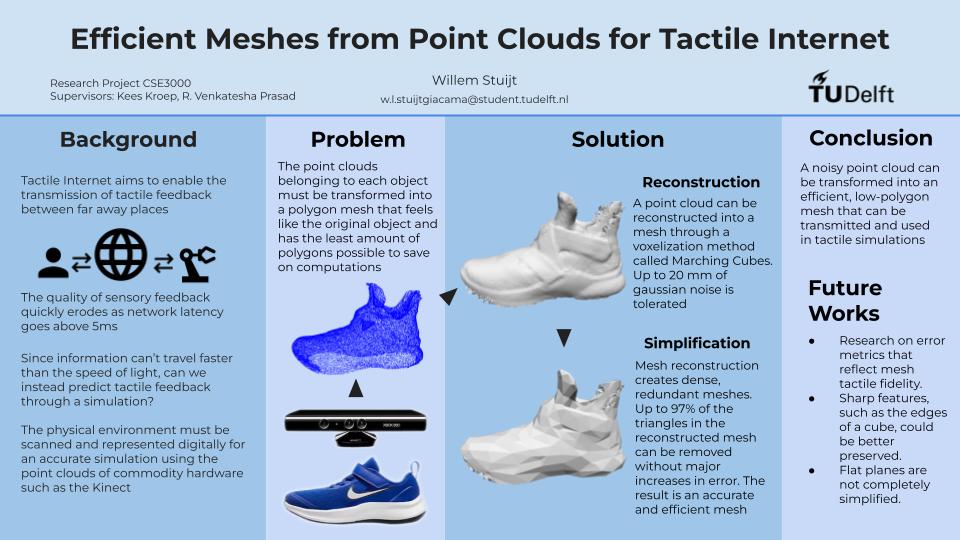 Efficient Meshes from Point Clouds for Tactile Internet
Research Project CSE3000
Supervisors: Kees Kroep, R. Venkatesha Prasad
Willem Stuijt
w.l.stuijtgiacama@student.tudelft.nl
TUDelft
Background
Tactile Internet aims to enable the
transmission of tactile feedback
between far away places
The quality of sensory feedback
quickly erodes as network latency
goes above 5ms
Since information can't travel faster
than the speed of light, can we
instead predict tactile feedback
through a simulation?
The physical environment must be
scanned and represented digitally for
an accurate simulation using the
point clouds of commodity hardware
such as the Kinect
Problem
The point clouds
belonging to each object
must be transformed into
a polygon mesh that feels
like the original object and
has the least amount of
polygons possible to save
on computations
XBOX360
KINECT
Solution
Reconstruction
A point cloud can be
reconstructed into a
mesh through a
voxelization method
called Marching Cubes.
Up to 20 mm of
gaussian noise is
tolerated
Simplification
Mesh reconstruction
creates dense,
redundant meshes.
Up to 97% of the
triangles in the
reconstructed mesh
can be removed
without major
increases in error. The
result is an accurate
and efficient mesh
Conclusion
A noisy point cloud can
be transformed into an
efficient, low-polygon
mesh that can be
transmitted and used
in tactile simulations
Future
Works
● Research on error
metrics that
reflect mesh
tactile fidelity.
● Sharp features,
such as the edges
of a cube, could
be better
preserved.
● Flat planes are
not completely
simplified.